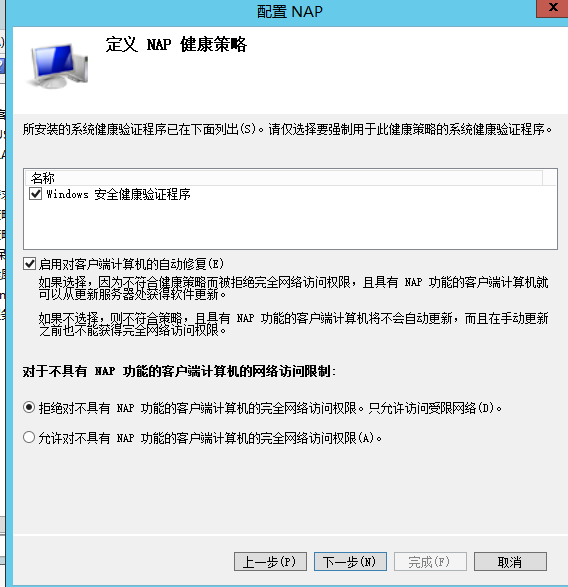 配置 NAP
x
定义 NAP 健康策略
所安装的系统健康验证程序已在下面列出(S)。请仅选择要强制用于此健康策略的系统健康验证程序。
名称
Windows 安全健康验证程序
启用对客户端计算机的自动修复(E)
如果选择，因为不符合健康策略而被拒绝完全网络访问权限，且具有 NAP 功能的客户端计算机就
可以从更新服务器处获得软件更新。
如果不选择，则不符合策略，且具有 NAP 功能的客户端计算机将不会自动更新，而且在手动更新
之前也不能获得完全网络访问权限。
对于不具有 NAP 功能的客户端计算机的网络访问限制:
拒绝对不具有 NAP 功能的客户端计算机的完全网络访问权限。只允许访问受限网络(D)。
允许对不具有 NAP 功能的客户端计算机的完全网络访问权限(A)。
上一步(P) 下一步(N) 完成(F) 取消